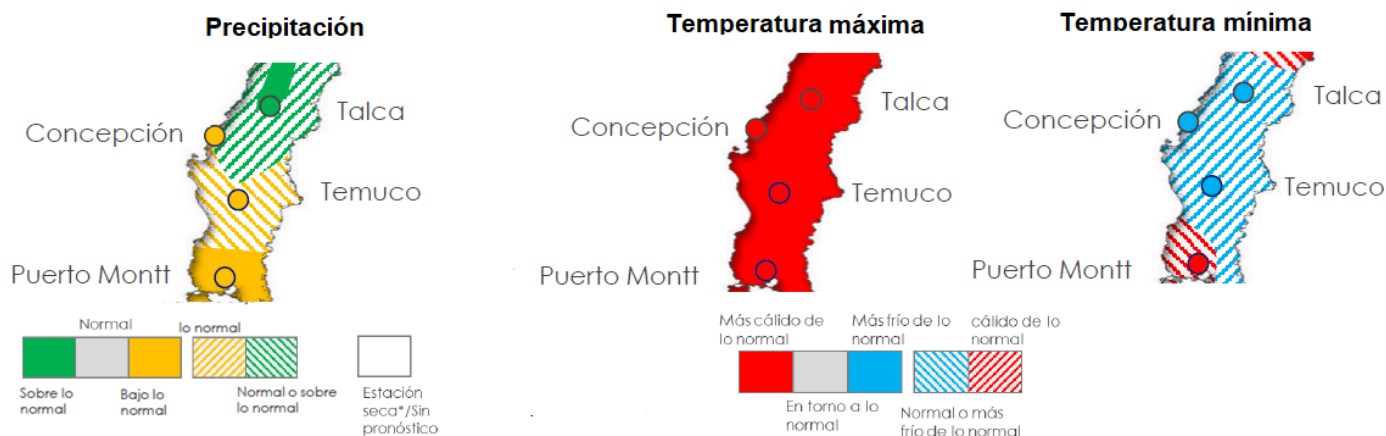 Precipitación
Talca
Concepción
Temuco
Puerto Montt
Normal
lo normal
Sobre lo
normal
Bajo lo
normal
Normal o sobre
lo normal
Estación
seca*/Sin
pronóstico
Temperatura máxima
Talca
Concepción
Temuco
Puerto Montt
Más cálido de
lo normal
Más frío de lo
normal
cálido de lo
normal
En torno a lo
normal
Normal o más
frío de lo normal
Temperatura mínima
Talca
Concepción
Temuco
Puerto Montt